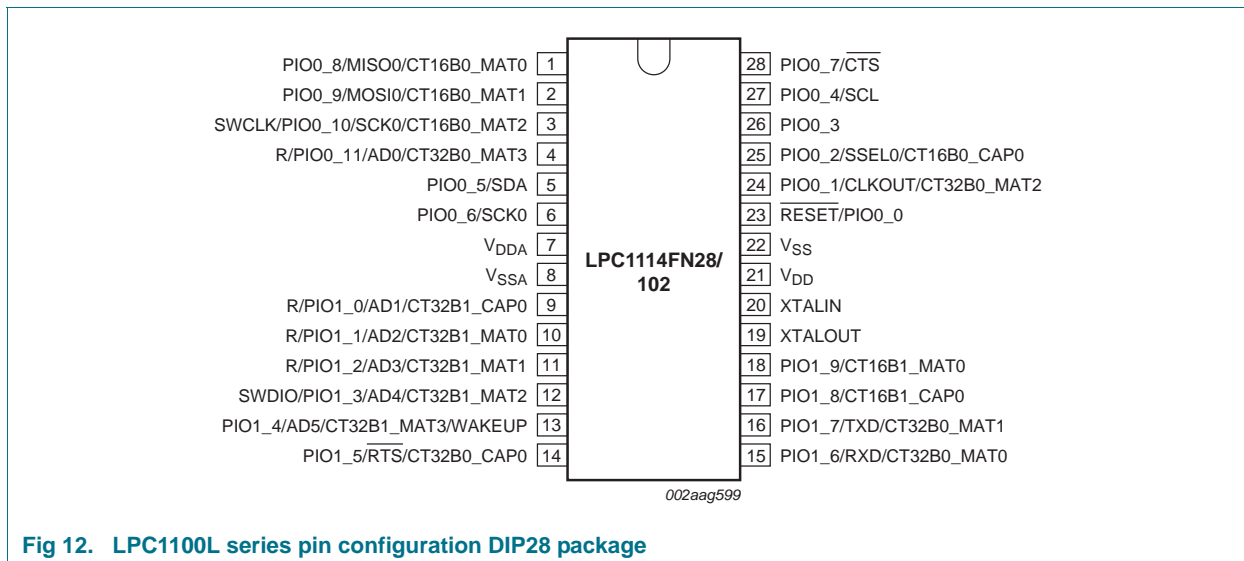 PIO0_8/MISO0/CT16B0_MAT0 1
PIO0_9/MOSI0/CT16B0_MAT1 2
SWCLK/PIO0_10/SCK0/CT16B0_MAT2 3
R/PIO0_11/AD0/CT32B0_MAT3 4
PIO0_5/SDA 5
PIO0_6/SCK0 6
VDDA 7
VSSA 8
R/PIO1_0/AD1/CT32B1_CAP0 9
R/PIO1_1/AD2/CT32B1_MAT0 10
R/PIO1_2/AD3/CT32B1_MAT1 11
SWDIO/PIO1_3/AD4/CT32B1_MAT2 12
PIO1_4/AD5/CT32B1_MAT3/WAKEUP 13
PIO1_5/RTS/CT32B0_CAP0 14
LPC1114FN28/
102
28 PIO0_7/CTS
27 PIO0_4/SCL
26 PIO0_3
25 PIO0_2/SSEL0/CT16B0_CAP0
24 PIO0_1/CLKOUT/CT32B0_MAT2
23 RESET/PIO0_0
22 VSS
21 VDD
20 XTALIN
19 XTALOUT
18 PIO1_9/CT16B1_MAT0
17 PIO1_8/CT16B1_CAP0
16 PIO1_7/TXD/CT32B0_MAT1
15 PIO1_6/RXD/CT32B0_MAT0
002aag599
Fig 12. LPC1100L series pin configuration DIP28 package